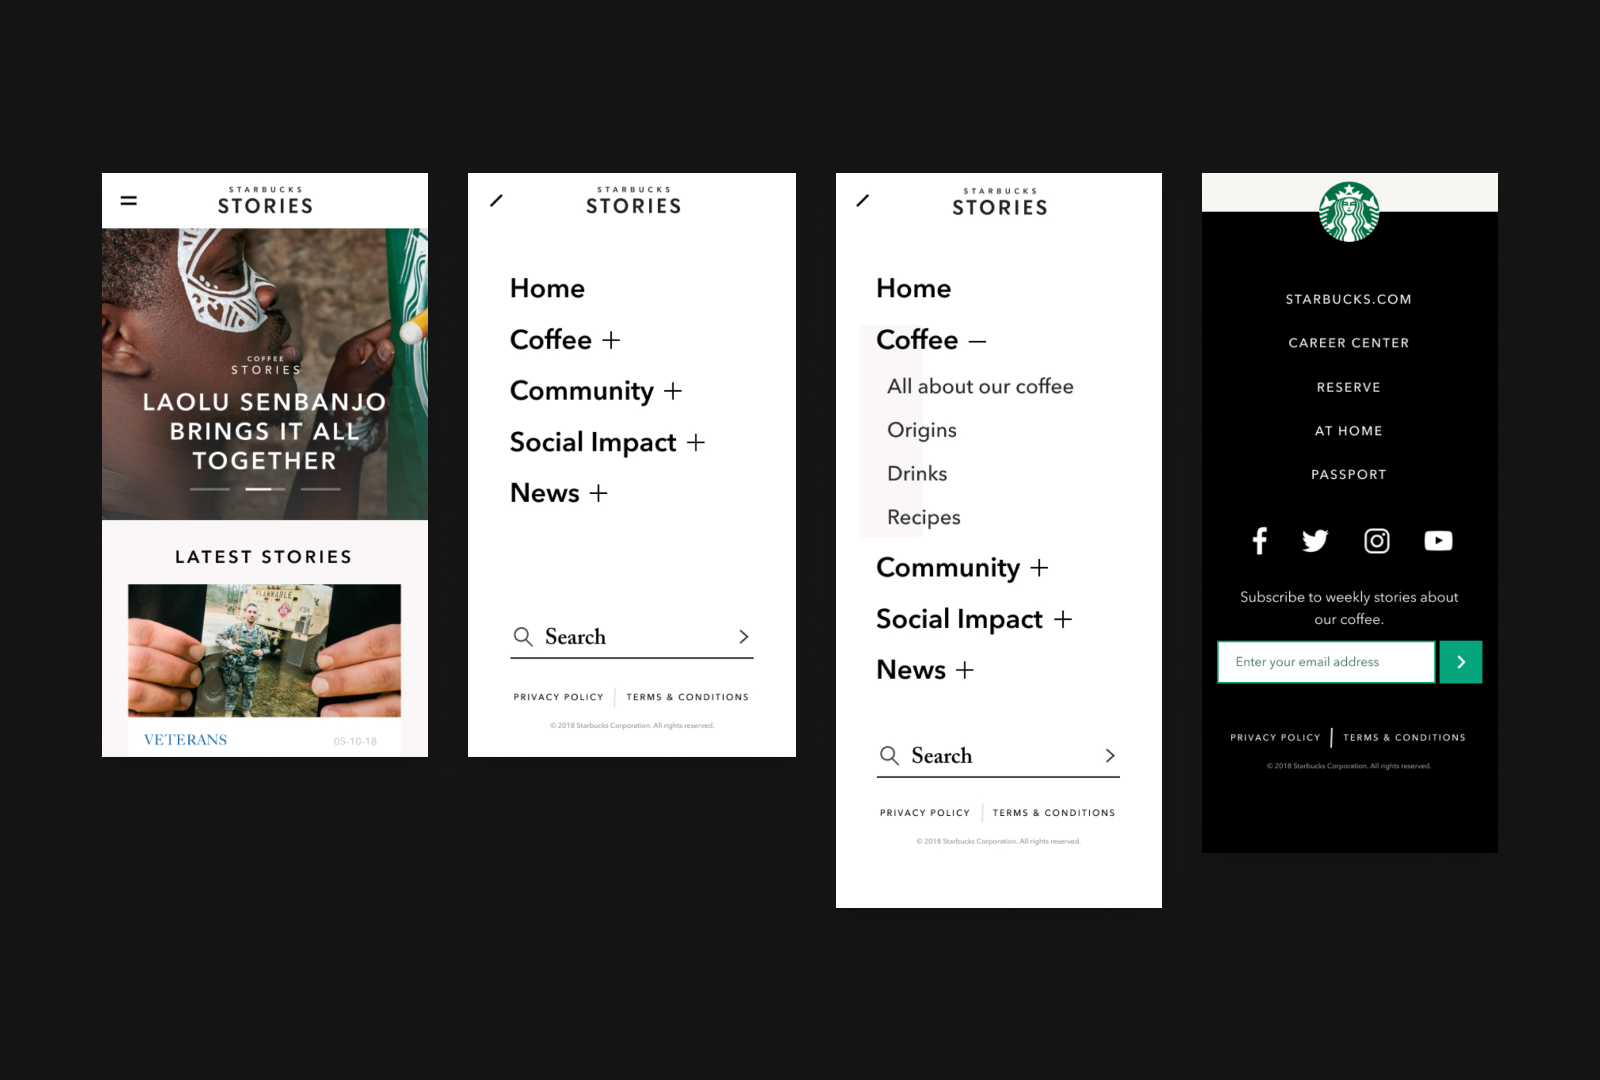 STARBUCKS
STORIES
COFFEE
STORIES
LAOLU SENBANJO
BRINGS IT ALL
TOGETHER
LATEST STORIES
FLAMMABLE
F24
VETERANS
05-10-18
STARBUCKS
STORIES
Home
Coffee +
Community +
Social Impact +
News +
Search
PRIVACY POLICY | TERMS & CONDITIONS
© 2018 Starbucks Corporation. All rights reserved.
STARBUCKS
STORIES
Home
Coffee –
All about our coffee
Origins
Drinks
Recipes
Community +
Social Impact +
News +
Search
PRIVACY POLICY | TERMS & CONDITIONS
© 2018 Starbucks Corporation. All rights reserved.
STARBUCKS.COM
CAREER CENTER
RESERVE
AT HOME
PASSPORT
Subscribe to weekly stories about
our coffee.
Enter your email address
PRIVACY POLICY | TERMS & CONDITIONS
© 2018 Starbucks Corporation. All rights reserved.